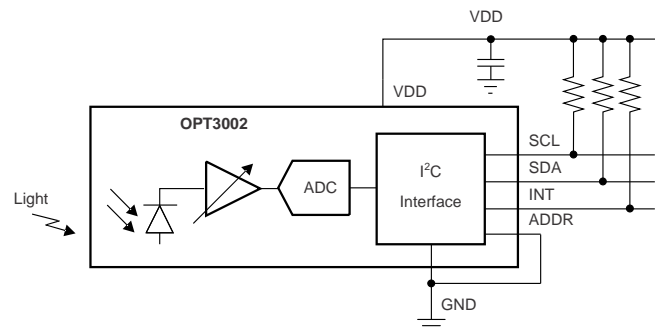 VDD
VDD
OPT3002
SCL
I²C
SDA
ADC
Interface
Light
INT
ADDR
GND